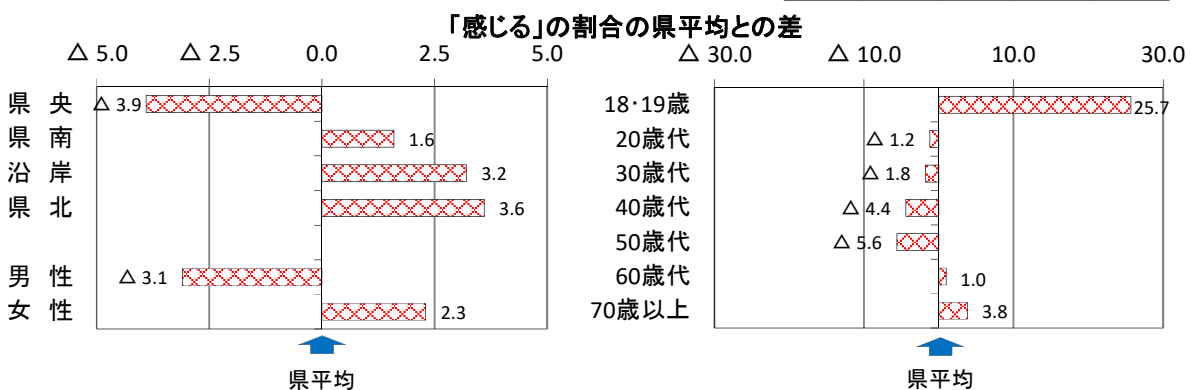 「感じる」の割合の県平均との差
△ 5.0 △ 2.5 0.0 2.5 5.0
県 央 △ 3.9
県 南 1.6
沿 岸 3.2
県 北 3.6
男 性 △ 3.1
女 性 2.3
県平均
△ 30.0 △ 10.0 10.0 30.0
18・19歳 25.7
20歳代 △ 1.2
30歳代 △ 1.8
40歳代 △ 4.4
50歳代 △ 5.6
60歳代 1.0
70歳以上 3.8
県平均